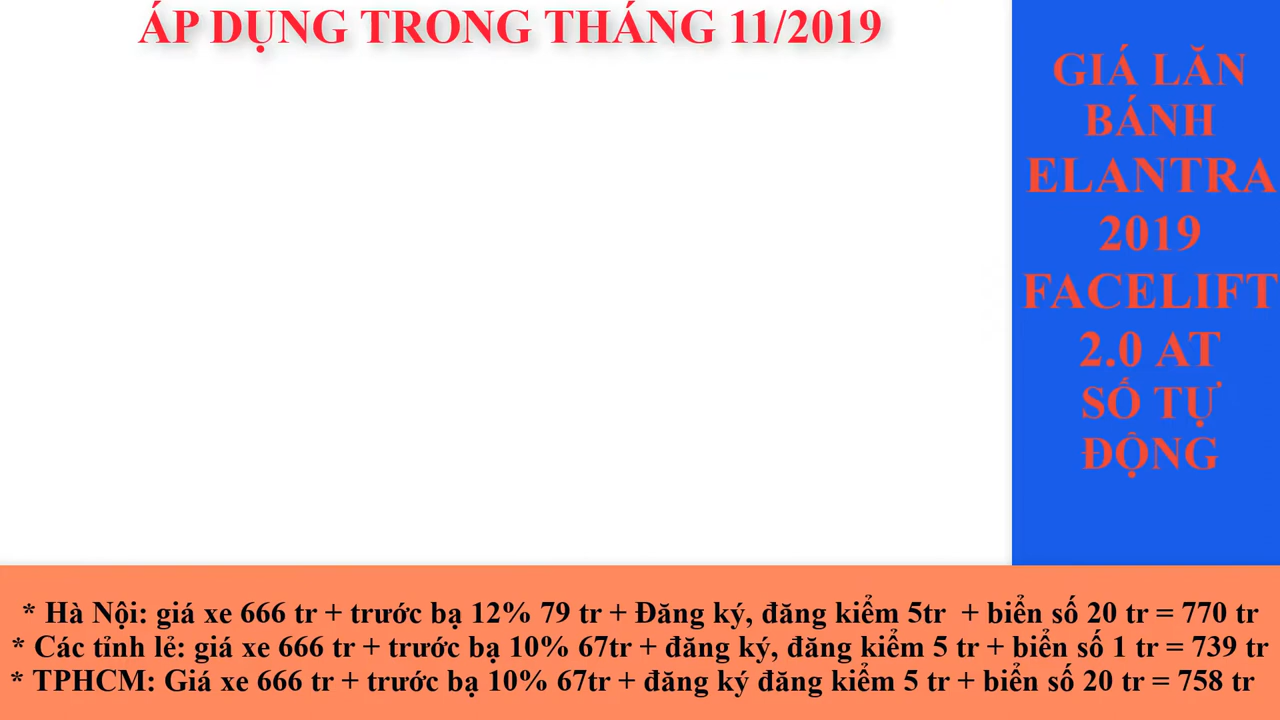 ÁP DỤNG TRONG THÁNG 11/2019
GIÁ LĂN
BÁNH
ELANTRA
2019
FACELIFT
2.0 AT
SỐ TỰ
ĐỘNG
* Hà Nội: giá xe 666 tr + trước bạ 12% 79 tr + Đăng ký, đăng kiểm 5tr + biển số 20 tr = 770 tr
* Các tỉnh lẻ: giá xe 666 tr + trước bạ 10% 67tr + đăng ký, đăng kiểm 5 tr + biển số 1 tr = 739 tr
* TPHCM: Giá xe 666 tr + trước bạ 10% 67tr + đăng ký đăng kiểm 5 tr + biển số 20 tr = 758 tr